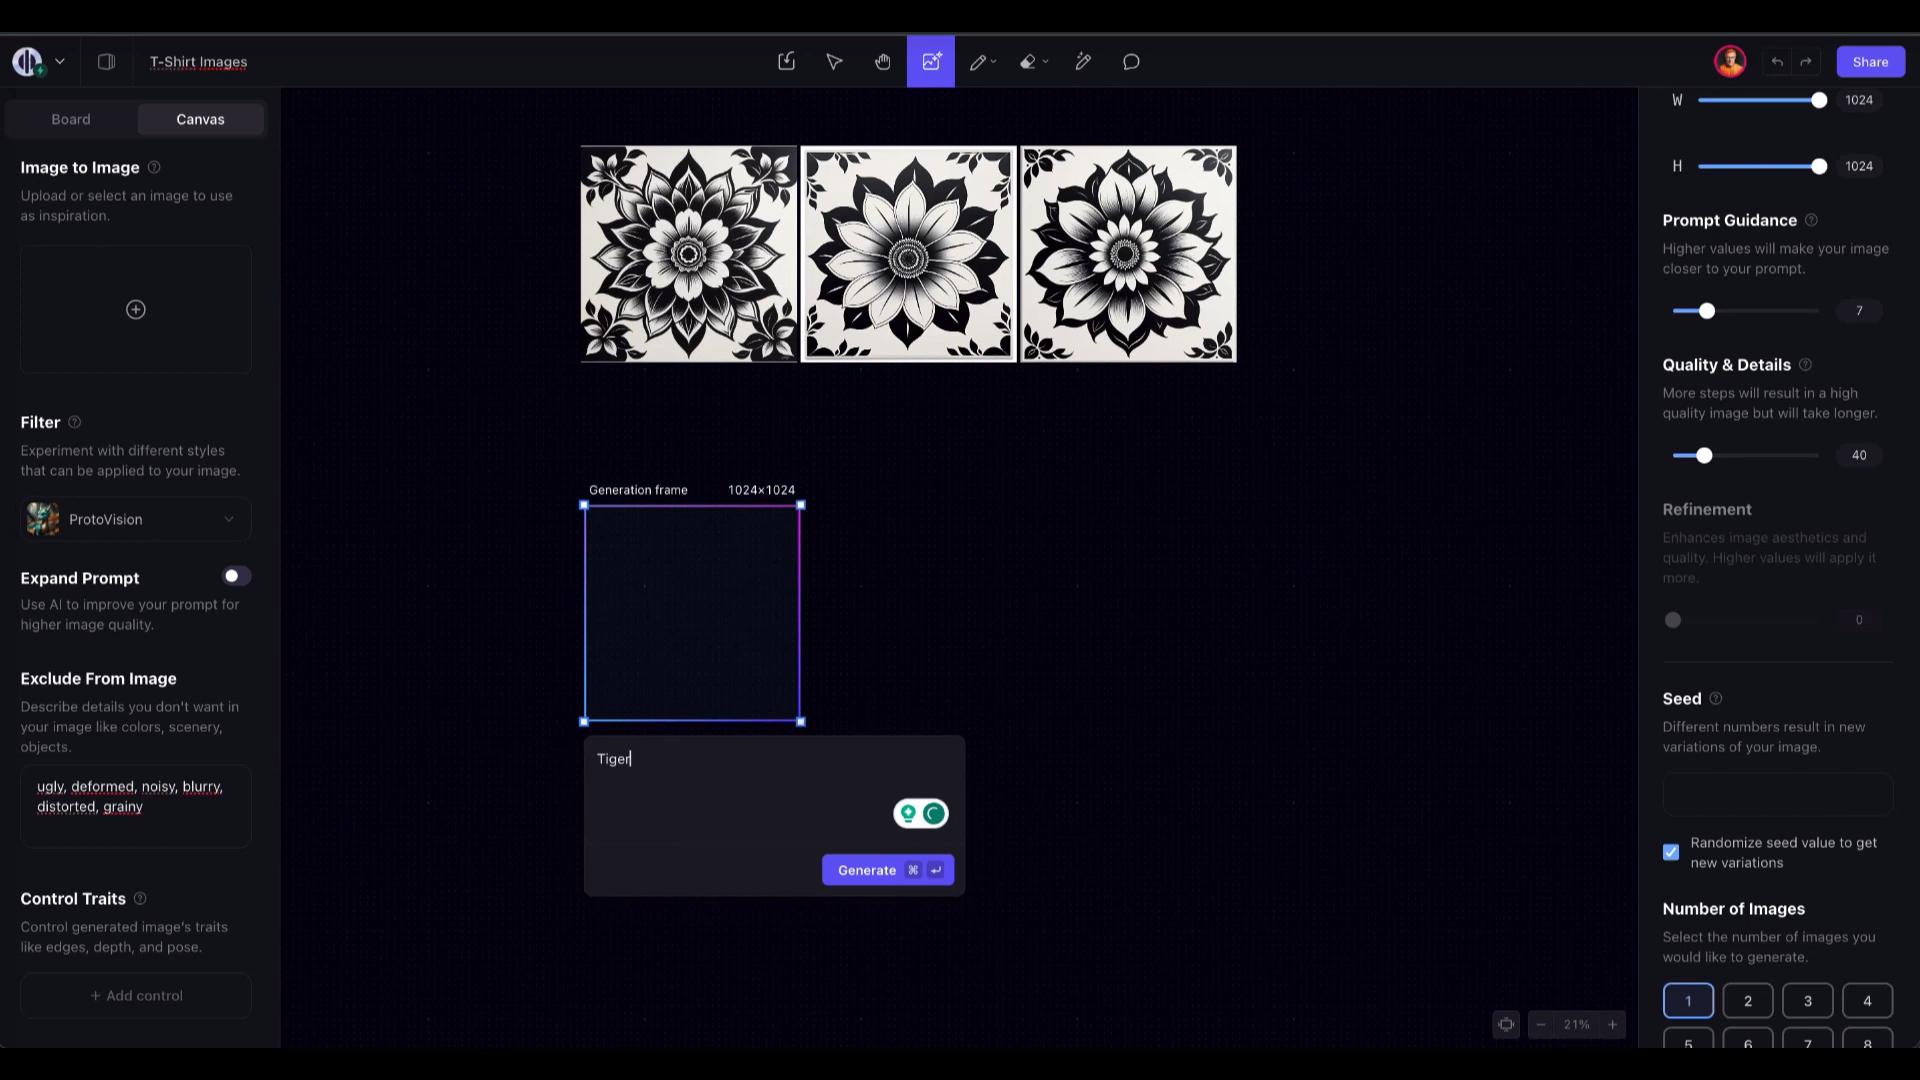 T-Shirt Images
Share
Board
Canvas
Image to Image
Upload or select an image to use
as inspiration.
Filter
Experiment with different styles
that can be applied to your image.
ProtoVision
Expand Prompt
Use AI to improve your prompt for
higher image quality.
Exclude From Image
Describe details you don't want in
your image like colors, scenery,
objects.
ugly, deformed, noisy, blurry,
distorted, grainy
Control Traits
Control generated image's traits
like edges, depth, and pose.
+ Add control
Generation frame 1024×1024
Tiger
Generate ⌘ ↵
21%
W 1024
H 1024
Prompt Guidance
Higher values will make your image
closer to your prompt.
7
Quality & Details
More steps will result in a high
quality image but will take longer.
40
Refinement
Enhances image aesthetics and
quality. Higher values will apply it
more.
0
Seed
Different numbers result in new
variations of your image.
Randomize seed value to get
new variations
Number of Images
Select the number of images you
would like to generate.
1 2 3 4
5 6 7 8